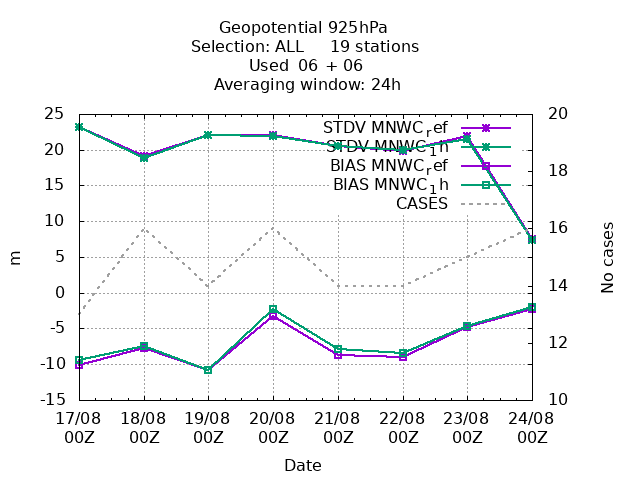 Geopotential 925hPa
Selection: ALL 19 stations
Used 06 + 06
Averaging window: 24h
25
20
15
10
5
0
-5
-10
-15
m
20
18
16
14
12
10
No cases
STDV MNWC_ref
STDV MNWC_1h
BIAS MNWC_ref
BIAS MNWC_1h
CASES
17/08 18/08 19/08 20/08 21/08 22/08 23/08 24/08
00Z 00Z 00Z 00Z 00Z 00Z 00Z 00Z
Date